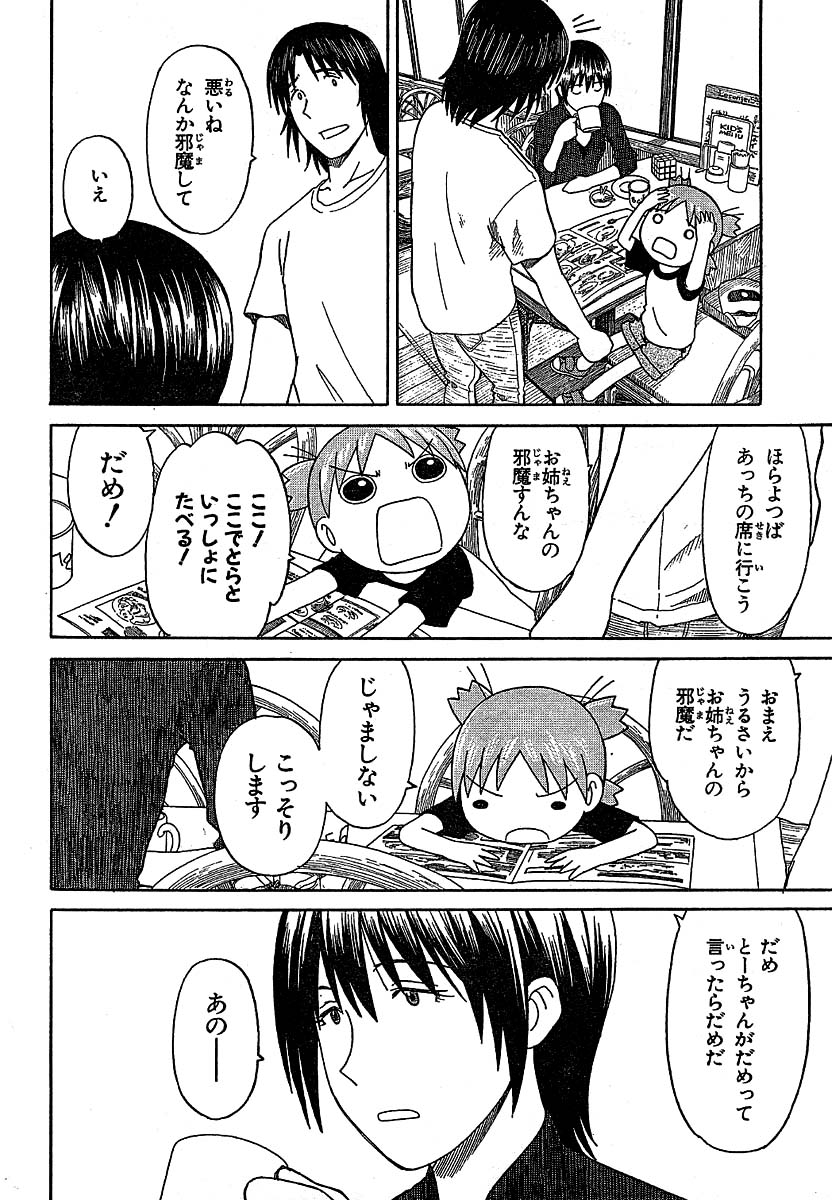 KID'S
MENU
悪いね
なんか邪魔して
いえ
ほらよつば
あっちの席に行こう
お姉ちゃんの
邪魔すんな
ここ!
ここでとらと
いっしょに
たべる!
だめ!
おまえ
うるさいから
お姉ちゃんの
邪魔だ
じゃましない
こっそり
します
だめ
とーちゃんがだめって
言ったらだめだ
あのー